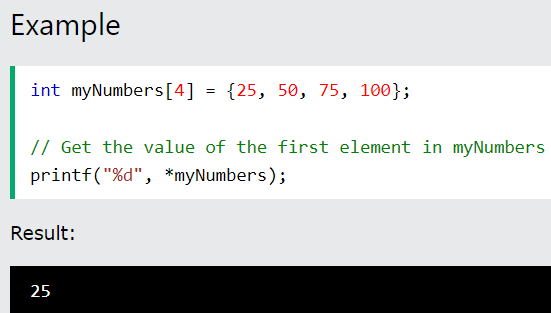 Example
int myNumbers[4] = {25, 50, 75, 100};
// Get the value of the first element in myNumbers
printf("%d", *myNumbers);
Result:
25